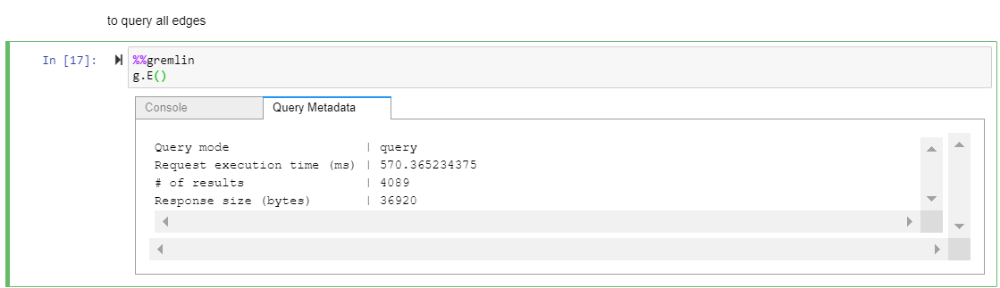 to query all edges
In [17]:
%%gremlin
g.E()
Console
Query Metadata
Query mode | query
Request execution time (ms) | 570.365234375
# of results | 4089
Response size (bytes) | 36920